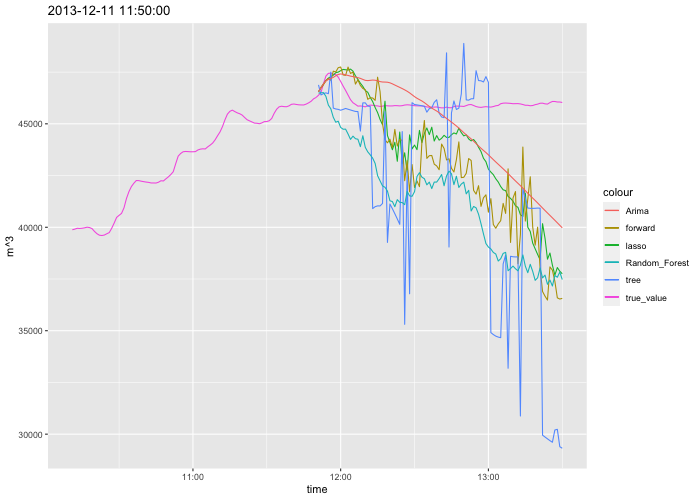 2013-12-11 11:50:00
m^3
45000
40000
35000
30000
11:00
12:00
13:00
time
colour
Arima
forward
lasso
Random_Forest
tree
true_value